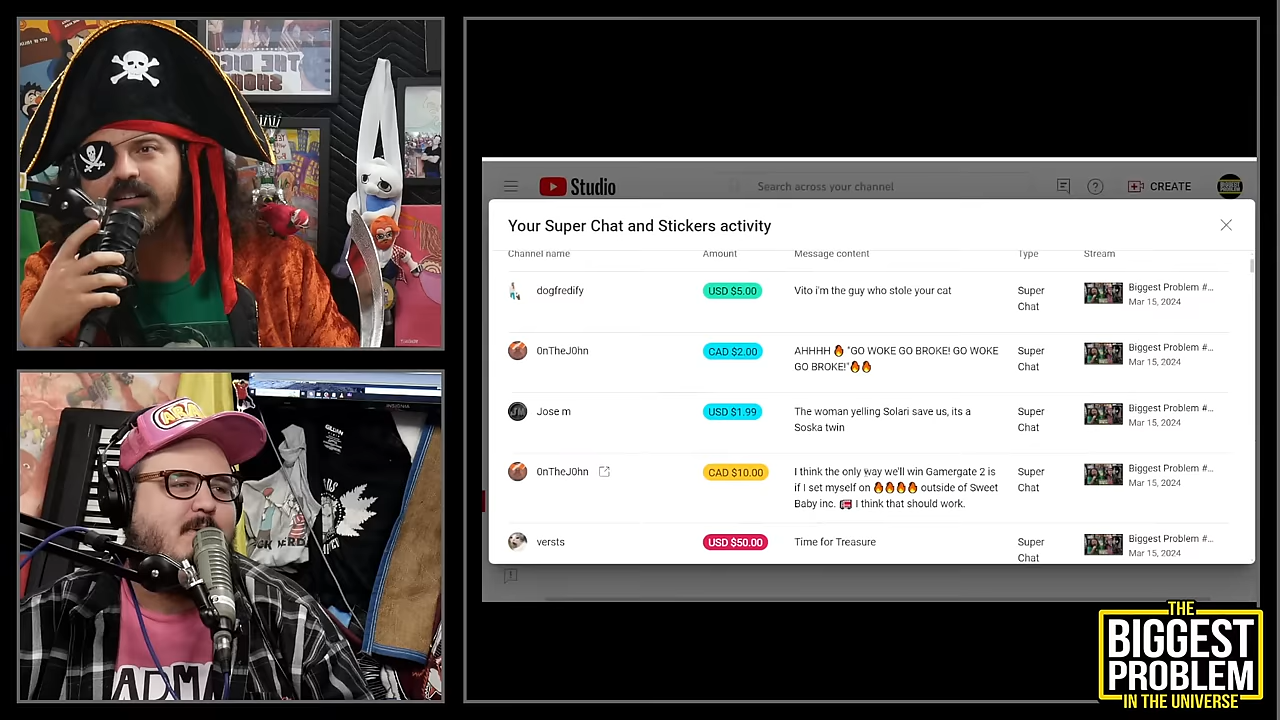 Studio
Search across your channel
CREATE
Your Super Chat and Stickers activity
Channel name Amount Message content Type Stream
dogfredify USD $5.00 Vito i'm the guy who stole your cat Super Chat Biggest Problem #...
Mar 15, 2024
0nTheJ0hn CAD $2.00 AHHHH 🔥 "GO WOKE GO BROKE! GO WOKE Super Chat Biggest Problem #...
GO BROKE!"🔥🔥 Mar 15, 2024
Jose m USD $1.99 The woman yelling Solari save us, its a Super Chat Biggest Problem #...
Soska twin Mar 15, 2024
0nTheJ0hn CAD $10.00 I think the only way we'll win Gamergate 2 is Super Chat Biggest Problem #...
if I set myself on 🔥🔥🔥🔥 outside of Sweet Mar 15, 2024
Baby inc. 🚒 I think that should work.
versts USD $50.00 Time for Treasure Super Chat Biggest Problem #...
Mar 15, 2024
THE
BIGGEST
PROBLEM
IN THE UNIVERSE